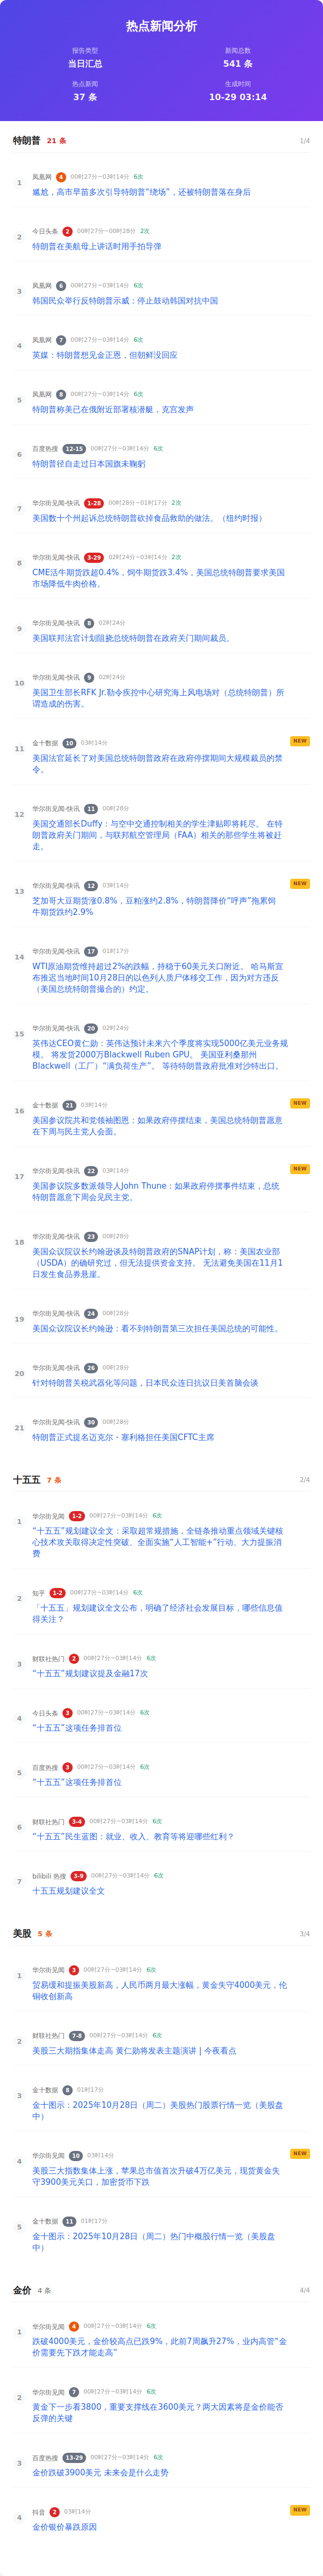 热点新闻分析
报告类型
当日汇总
新闻总数
541 条
热点新闻
37 条
生成时间
10-29 03:14
特朗普 21 条 1/4
1
凤凰网 4 00时27分~03时14分 6次
尴尬，高市早苗多次引导特朗普“绕场”，还被特朗普落在身后
2
今日头条 2 00时27分~00时28分 2次
特朗普在美航母上讲话时用手拍导弹
3
凤凰网 6 00时27分~03时14分 6次
韩国民众举行反特朗普示威：停止鼓动韩国对抗中国
4
凤凰网 7 00时27分~03时14分 6次
英媒：特朗普想见金正恩，但朝鲜没回应
5
凤凰网 8 00时27分~03时14分 6次
特朗普称美已在俄附近部署核潜艇，克宫发声
6
百度热搜 12-15 00时27分~03时14分 6次
特朗普径自走过日本国旗未鞠躬
7
华尔街见闻-快讯 1-28 00时28分~01时17分 2次
美国数十个州起诉总统特朗普砍掉食品救助的做法。（纽约时报）
8
华尔街见闻-快讯 3-29 02时24分~03时14分 2次
CME活牛期货跌超0.4%，饲牛期货跌3.4%，美国总统特朗普要求美国
市场降低牛肉价格。
9
华尔街见闻-快讯 8 02时24分
美国联邦法官计划阻挠总统特朗普在政府关门期间裁员。
10
华尔街见闻-快讯 9 02时24分
美国卫生部长RFK Jr.勒令疾控中心研究海上风电场对（总统特朗普）所
谓造成的伤害。
11
金十数据 10 03时14分
NEW
美国法官延长了对美国总统特朗普政府在政府停摆期间大规模裁员的禁
令。
12
华尔街见闻-快讯 11 00时28分
美国交通部长Duffy：与空中交通控制相关的学生津贴即将耗尽。 在特
朗普政府关门期间，与联邦航空管理局（FAA）相关的那些学生将被赶
走。
13
华尔街见闻-快讯 12 03时14分
NEW
芝加哥大豆期货涨0.8%，豆粕涨约2.8%，特朗普降价“呼声”拖累饲
牛期货跌约2.9%
14
华尔街见闻-快讯 17 01时17分
WTI原油期货维持超过2%的跌幅，持稳于60美元关口附近。 哈马斯宣
布推迟当地时间10月28日的以色列人质尸体移交工作，因为对方违反
（美国总统特朗普撮合的）约定。
15
华尔街见闻-快讯 20 02时24分
英伟达CEO黄仁勋：英伟达预计未来六个季度将实现5000亿美元业务规
模。 将发货2000万Blackwell Ruben GPU。 美国亚利桑那州
Blackwell（工厂）“满负荷生产”。 等待特朗普政府批准对沙特出口。
16
金十数据 21 03时14分
NEW
美国参议院共和党领袖图恩：如果政府停摆结束，美国总统特朗普愿意
在下周与民主党人会面。
17
华尔街见闻-快讯 22 03时14分
NEW
美国参议院多数派领导人John Thune：如果政府停摆事件结束，总统
特朗普愿意下周会见民主党。
18
华尔街见闻-快讯 23 00时28分
美国众议院议长约翰逊谈及特朗普政府的SNAP计划，称：美国农业部
（USDA）的确研究过，但无法提供资金支持。 无法避免美国在11月1
日发生食品券悬崖。
19
华尔街见闻-快讯 24 00时28分
美国众议院议长约翰逊：看不到特朗普第三次担任美国总统的可能性。
20
华尔街见闻-快讯 26 00时28分
针对特朗普关税武器化等问题，日本民众连日抗议日美首脑会谈
21
华尔街见闻-快讯 30 00时28分
特朗普正式提名迈克尔·塞利格担任美国CFTC主席
十五五 7 条 2/4
1
华尔街见闻 1-2 00时27分~03时14分 6次
“十五五”规划建议全文：采取超常规措施，全链条推动重点领域关键核
心技术攻关取得决定性突破、全面实施“人工智能+”行动、大力提振消
费
2
知乎 1-2 00时27分~03时14分 6次
「十五五」规划建议全文公布，明确了经济社会发展目标，哪些信息值
得关注？
3
财联社热门 2 00时27分~03时14分 6次
“十五五”规划建议提及金融17次
4
今日头条 3 00时27分~03时14分 6次
“十五五”这项任务排首位
5
百度热搜 3 00时27分~03时14分 6次
“十五五”这项任务排首位
6
财联社热门 3-4 00时27分~03时14分 6次
“十五五”民生蓝图：就业、收入、教育等将迎哪些红利？
7
bilibili 热搜 3-9 00时27分~03时14分 6次
十五五规划建议全文
美股 5 条 3/4
1
华尔街见闻 3 00时27分~03时14分 6次
贸易缓和提振美股新高，人民币两月最大涨幅，黄金失守4000美元，伦
铜收创新高
2
财联社热门 7-8 00时27分~03时14分 6次
美股三大期指集体走高 黄仁勋将发表主题演讲 | 今夜看点
3
金十数据 8 01时17分
金十图示：2025年10月28日（周二）美股热门股票行情一览（美股盘
中）
4
华尔街见闻 10 03时14分
NEW
美股三大指数集体上涨，苹果总市值首次升破4万亿美元，现货黄金失
守3900美元关口，加密货币下跌
5
金十数据 11 01时17分
金十图示：2025年10月28日（周二）热门中概股行情一览（美股盘
中）
金价 4 条 4/4
1
华尔街见闻 4 00时27分~03时14分 6次
跌破4000美元，金价较高点已跌9%，此前7周飙升27%，业内高管“金
价需要先下跌才能走高”
2
华尔街见闻 7 00时27分~03时14分 6次
黄金下一步看3800，重要支撑线在3600美元？两大因素将是金价能否
反弹的关键
3
百度热搜 13-29 00时27分~03时14分 6次
金价跌破3900美元 未来会是什么走势
4
抖音 2 03时14分
NEW
金价银价暴跌原因